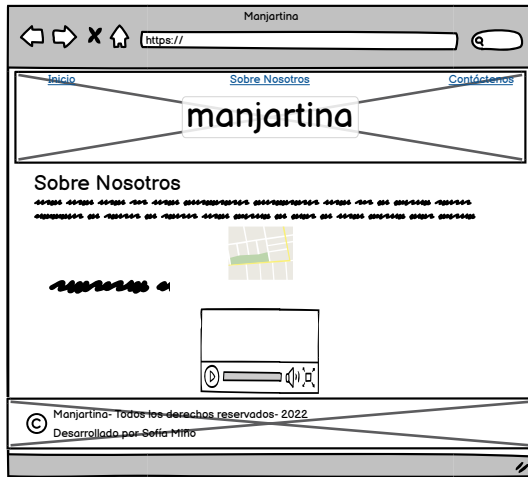 Manjartina
https://
Inicio Sobre Nosotros Contáctenos
manjartina
Sobre Nosotros
Manjartina- Todos los derechos reservados- 2022
Desarrollado por Sofía Miño